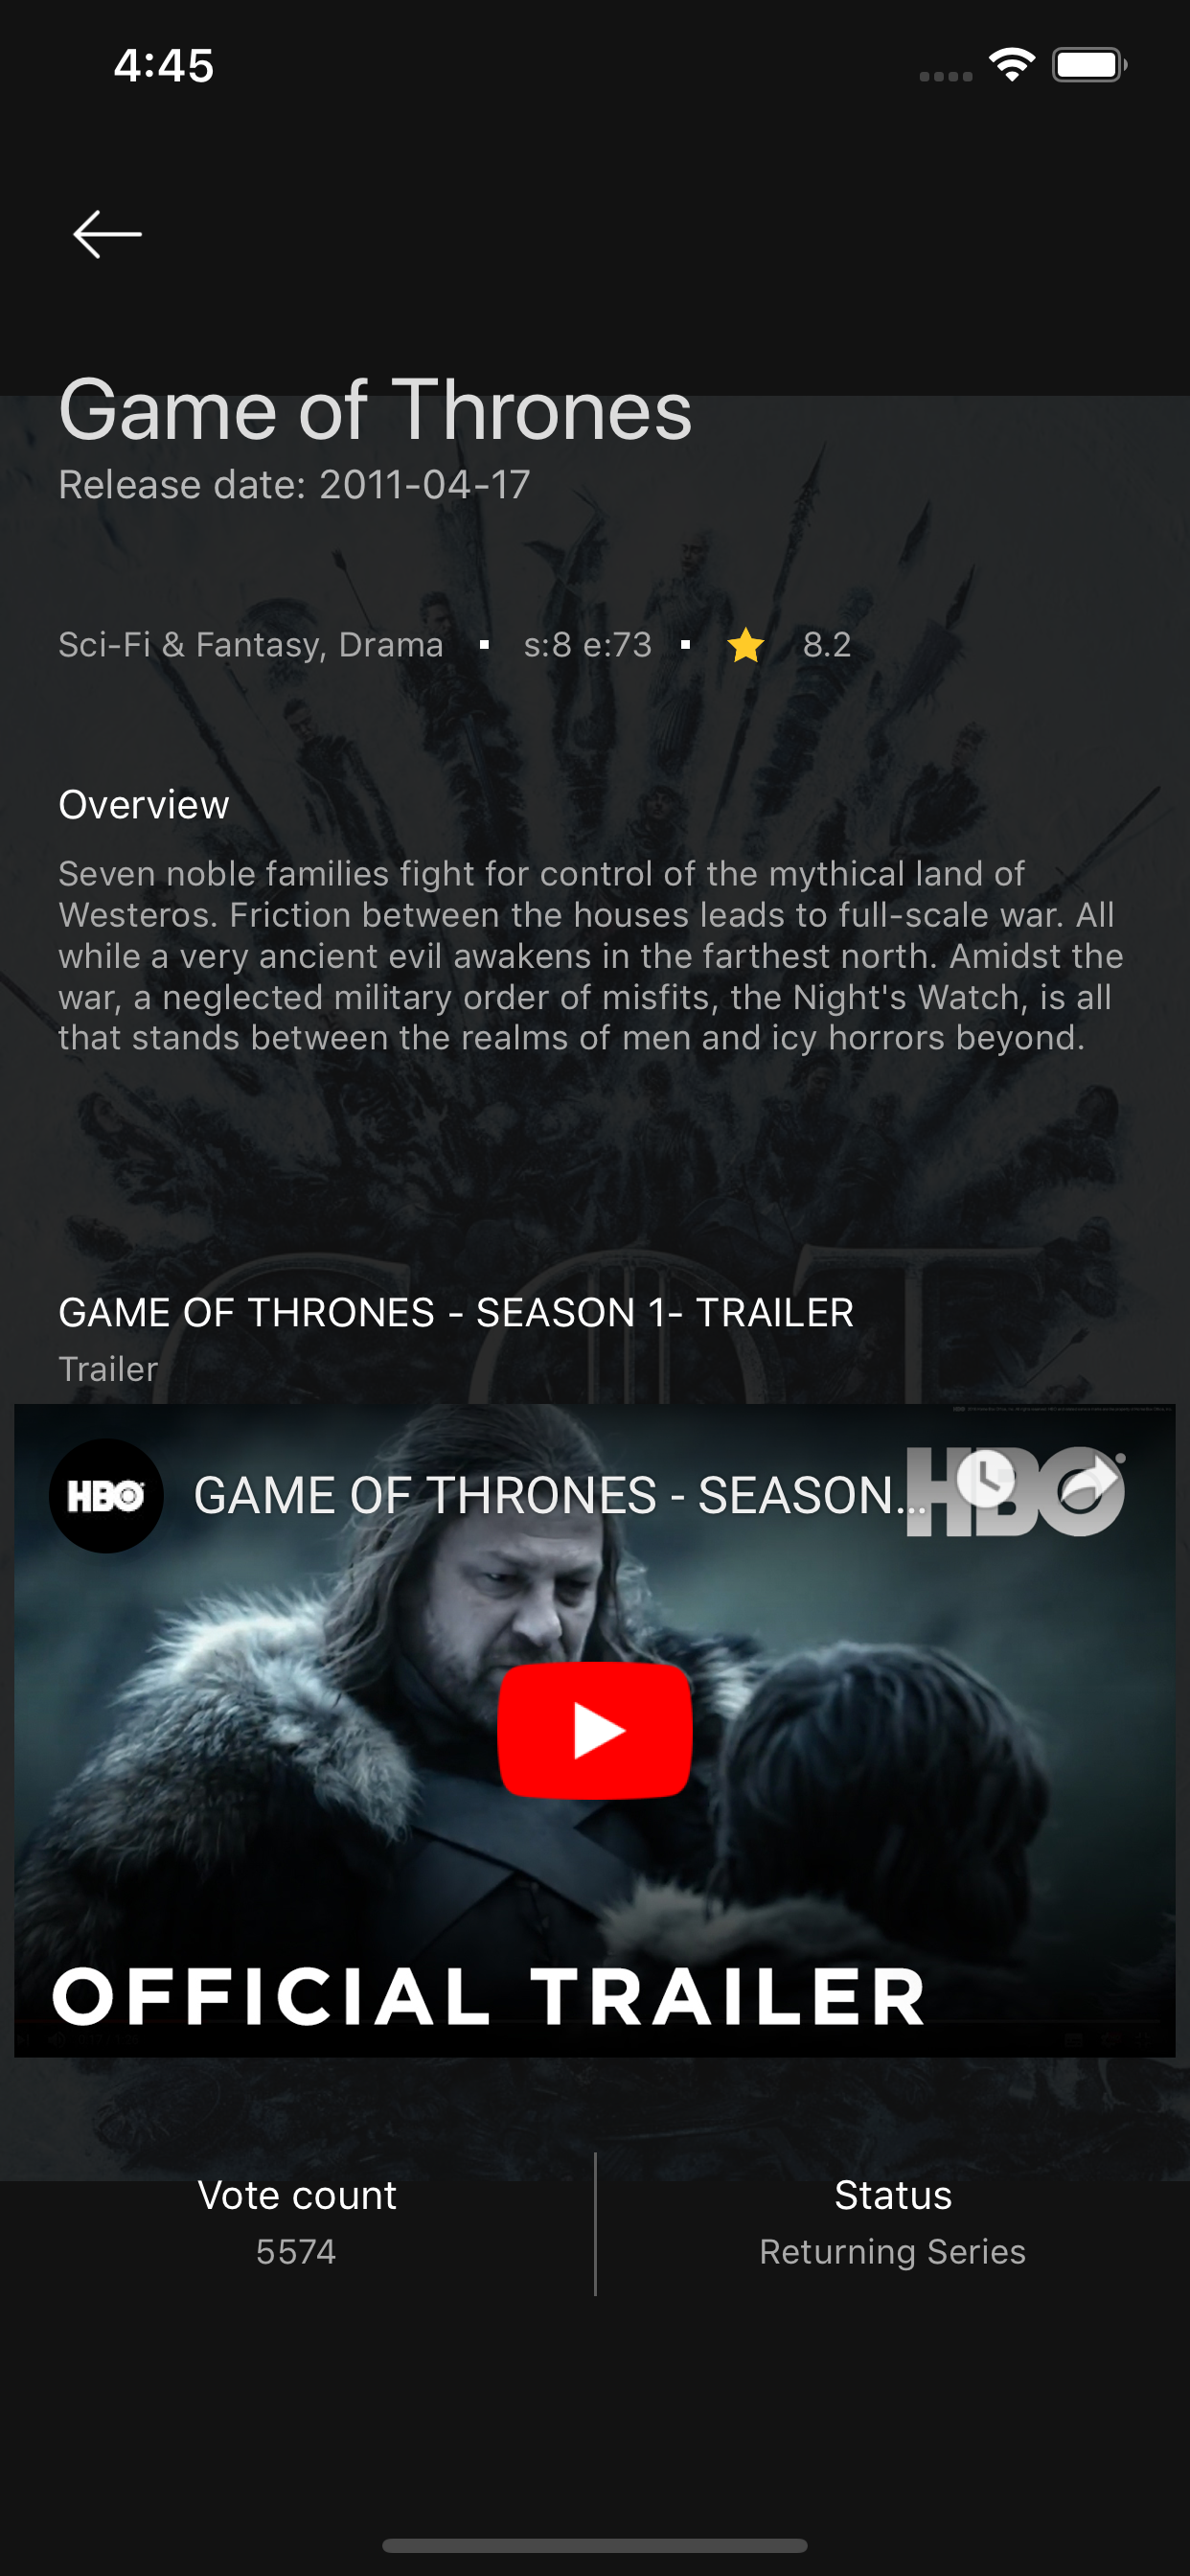 4:45
Game of Thrones
Release date: 2011-04-17
Sci-Fi & Fantasy, Drama ▪ s:8 e:73 ▪ 8.2
Overview
Seven noble families fight for control of the mythical land of
Westeros. Friction between the houses leads to full-scale war. All
while a very ancient evil awakens in the farthest north. Amidst the
war, a neglected military order of misfits, the Night's Watch, is all
that stands between the realms of men and icy horrors beyond.
GOT
GAME OF THRONES - SEASON 1- TRAILER
Trailer
HBO GAME OF THRONES - SEASON... HBO
OFFICIAL TRAILER
Vote count
5574
Status
Returning Series